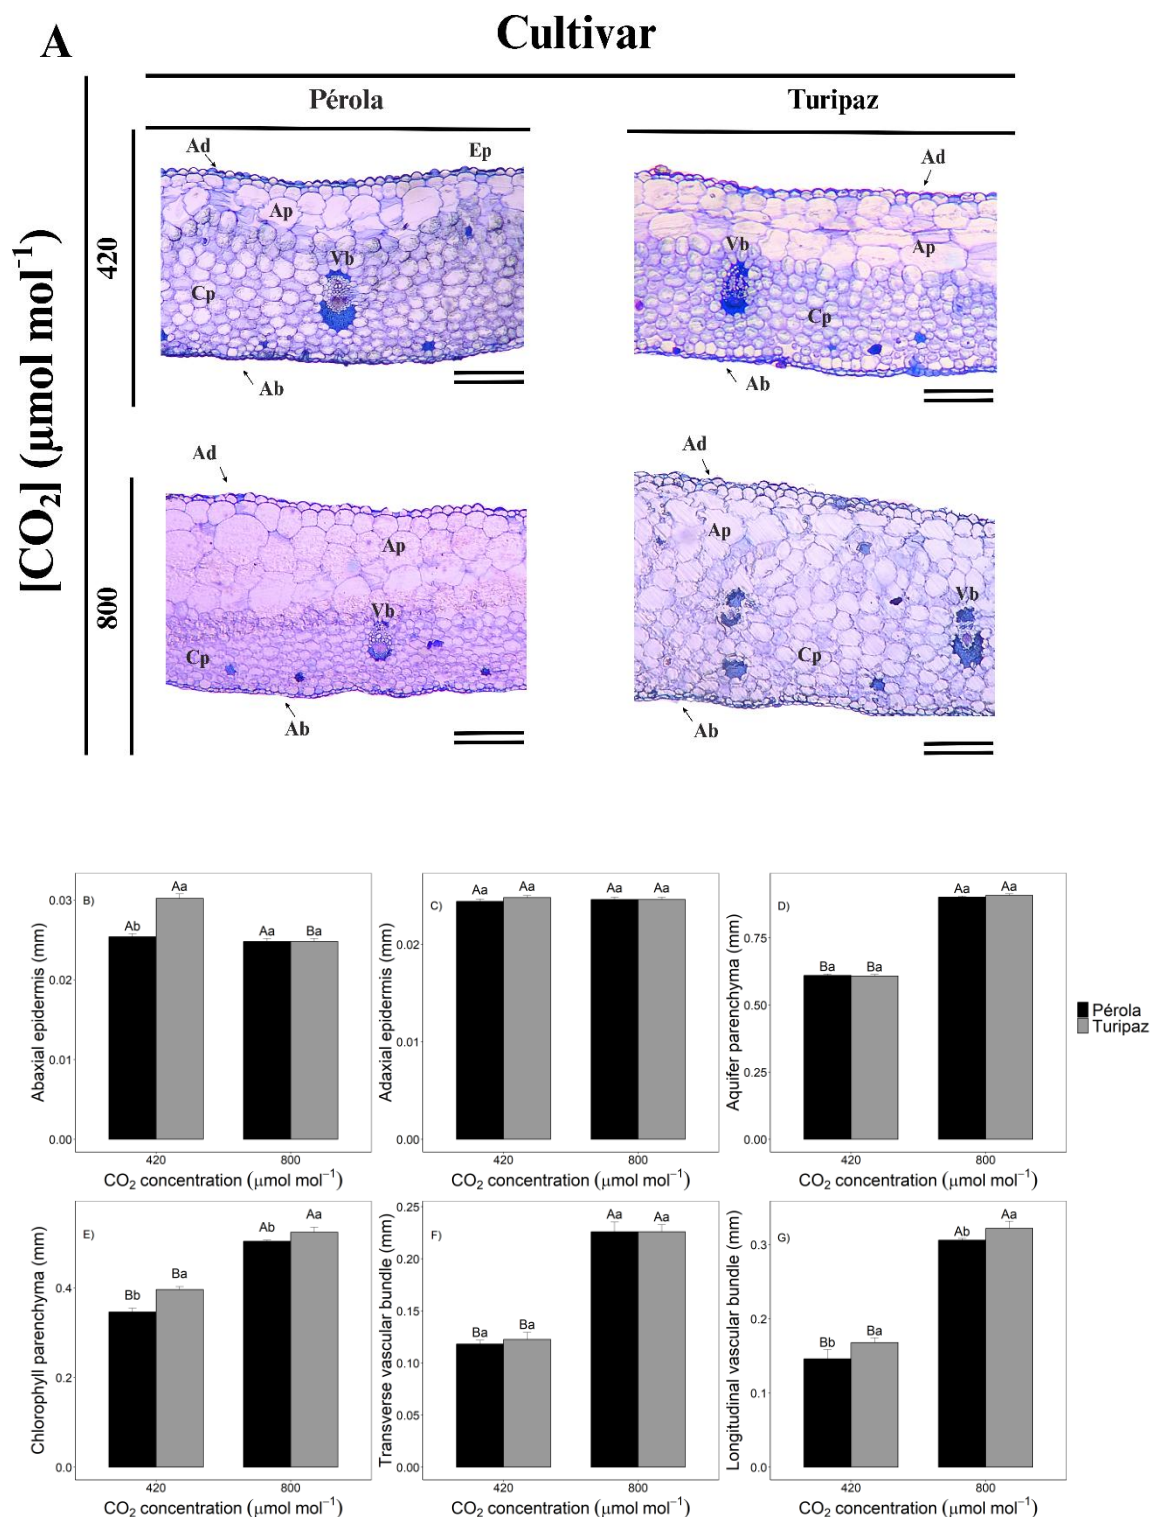 A
Cultivar
Pérola
Turipaz
[CO₂] (µmol mol⁻¹)
420
Ad
Ep
Ap
Vb
Cp
Ab
Ad
Vb
Ap
Cp
Ab
800
Ad
Ap
Vb
Cp
Ab
Ad
Ap
Vb
Cp
Ab
B)
Abaxial epidermis (mm)
0.03
0.02
0.01
0.00
Ab
Aa
Aa
Ba
420
800
CO₂ concentration (µmol mol⁻¹)
C)
Adaxial epidermis (mm)
0.02
0.01
0.00
Aa
Aa
Aa
Aa
420
800
CO₂ concentration (µmol mol⁻¹)
D)
Aquifer parenchyma (mm)
0.75
0.50
0.25
0.00
Ba
Ba
Aa
Aa
420
800
CO₂ concentration (µmol mol⁻¹)
Pérola
Turipaz
E)
Chlorophyll parenchyma (mm)
0.4
0.2
0.0
Bb
Ba
Ab
Aa
420
800
CO₂ concentration (µmol mol⁻¹)
F)
Transverse vascular bundle (mm)
0.25
0.20
0.15
0.10
0.05
0.00
Ba
Ba
Aa
Aa
420
800
CO₂ concentration (µmol mol⁻¹)
G)
Longitudinal vascular bundle (mm)
0.3
0.2
0.1
0.0
Bb
Ba
Ab
Aa
420
800
CO₂ concentration (µmol mol⁻¹)